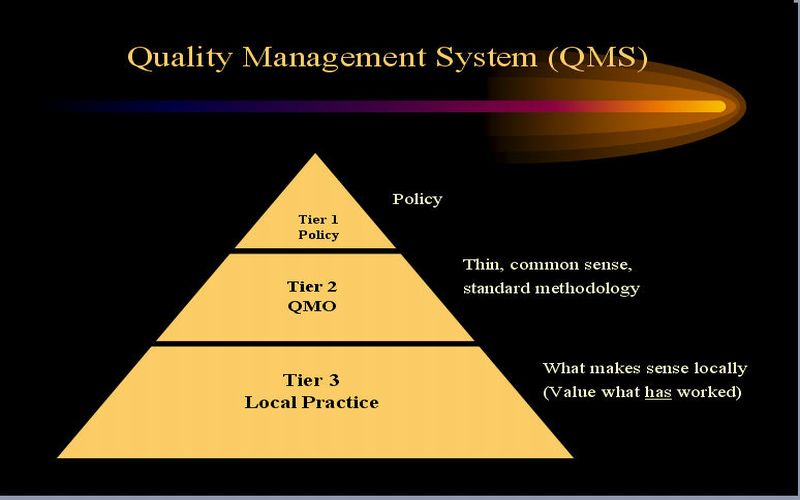 Quality Management System (QMS)
Policy
Tier 1
Policy
Thin, common sense,
standard methodology
Tier 2
QMO
What makes sense locally
(Value what has worked)
Tier 3
Local Practice